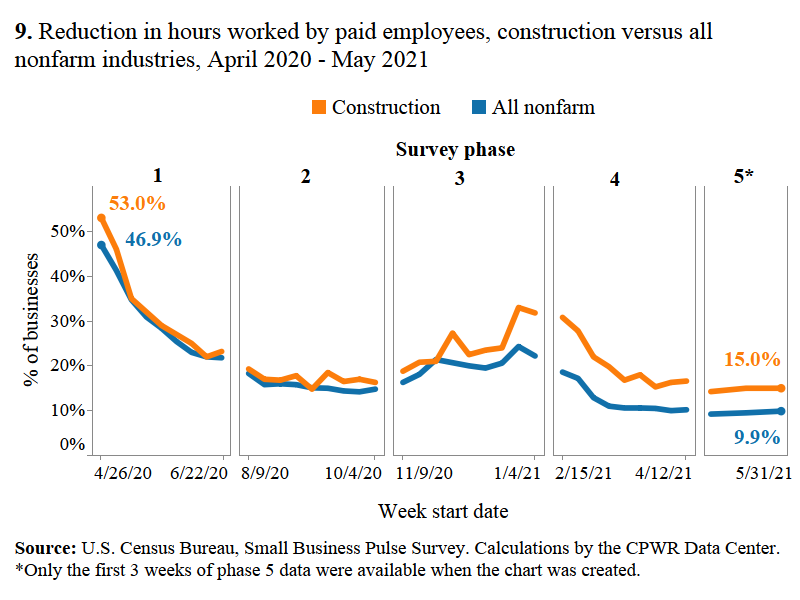 9. Reduction in hours worked by paid employees, construction versus all
nonfarm industries, April 2020 - May 2021
Construction All nonfarm
Survey phase
1 2 3 4 5*
53.0%
46.9%
15.0%
9.9%
% of businesses
50%
40%
30%
20%
10%
0%
4/26/20 6/22/20 8/9/20 10/4/20 11/9/20 1/4/21 2/15/21 4/12/21 5/31/21
Week start date
Source: U.S. Census Bureau, Small Business Pulse Survey. Calculations by the CPWR Data Center.
*Only the first 3 weeks of phase 5 data were available when the chart was created.